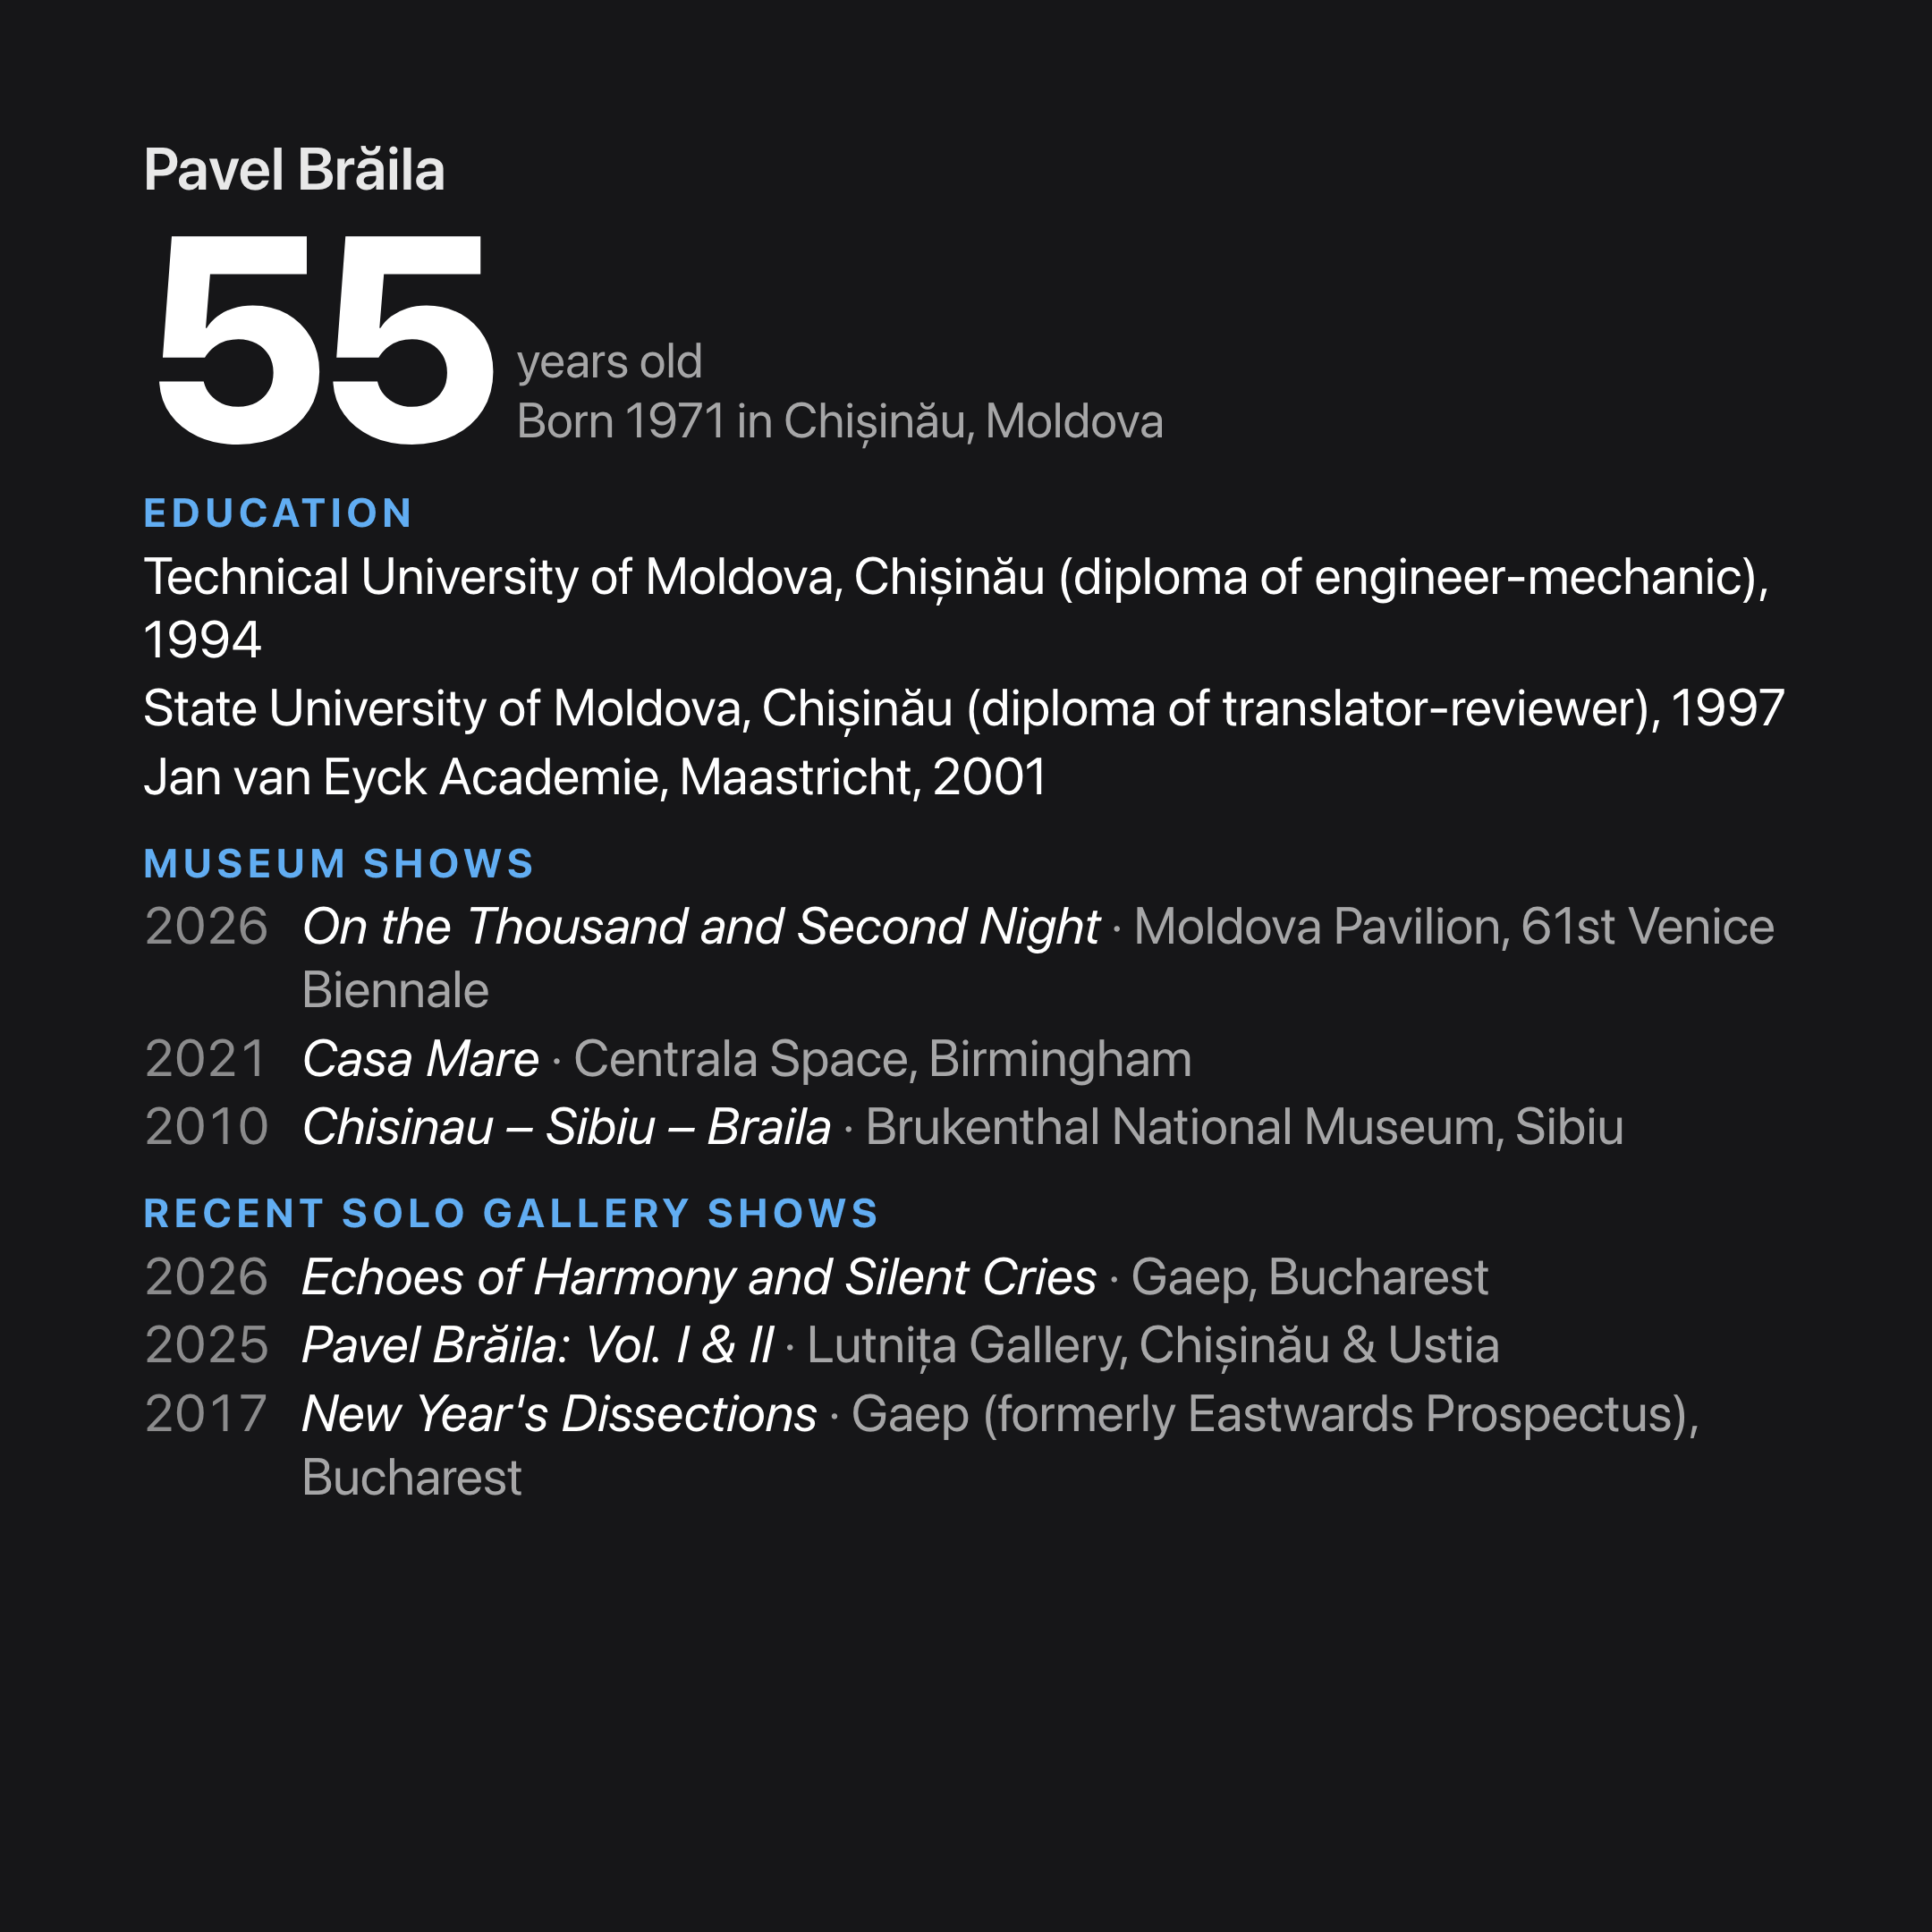 Pavel Brăila
55
years old
Born 1971 in Chișinău, Moldova
EDUCATION
Technical University of Moldova, Chișinău (diploma of engineer-mechanic),
1994
State University of Moldova, Chișinău (diploma of translator-reviewer), 1997
Jan van Eyck Academie, Maastricht, 2001
MUSEUM SHOWS
2026 On the Thousand and Second Night · Moldova Pavilion, 61st Venice
Biennale
2021 Casa Mare · Centrala Space, Birmingham
2010 Chisinau – Sibiu – Braila · Brukenthal National Museum, Sibiu
RECENT SOLO GALLERY SHOWS
2026 Echoes of Harmony and Silent Cries · Gaep, Bucharest
2025 Pavel Brăila: Vol. I & II · Lutnița Gallery, Chișinău & Ustia
2017 New Year's Dissections · Gaep (formerly Eastwards Prospectus),
Bucharest